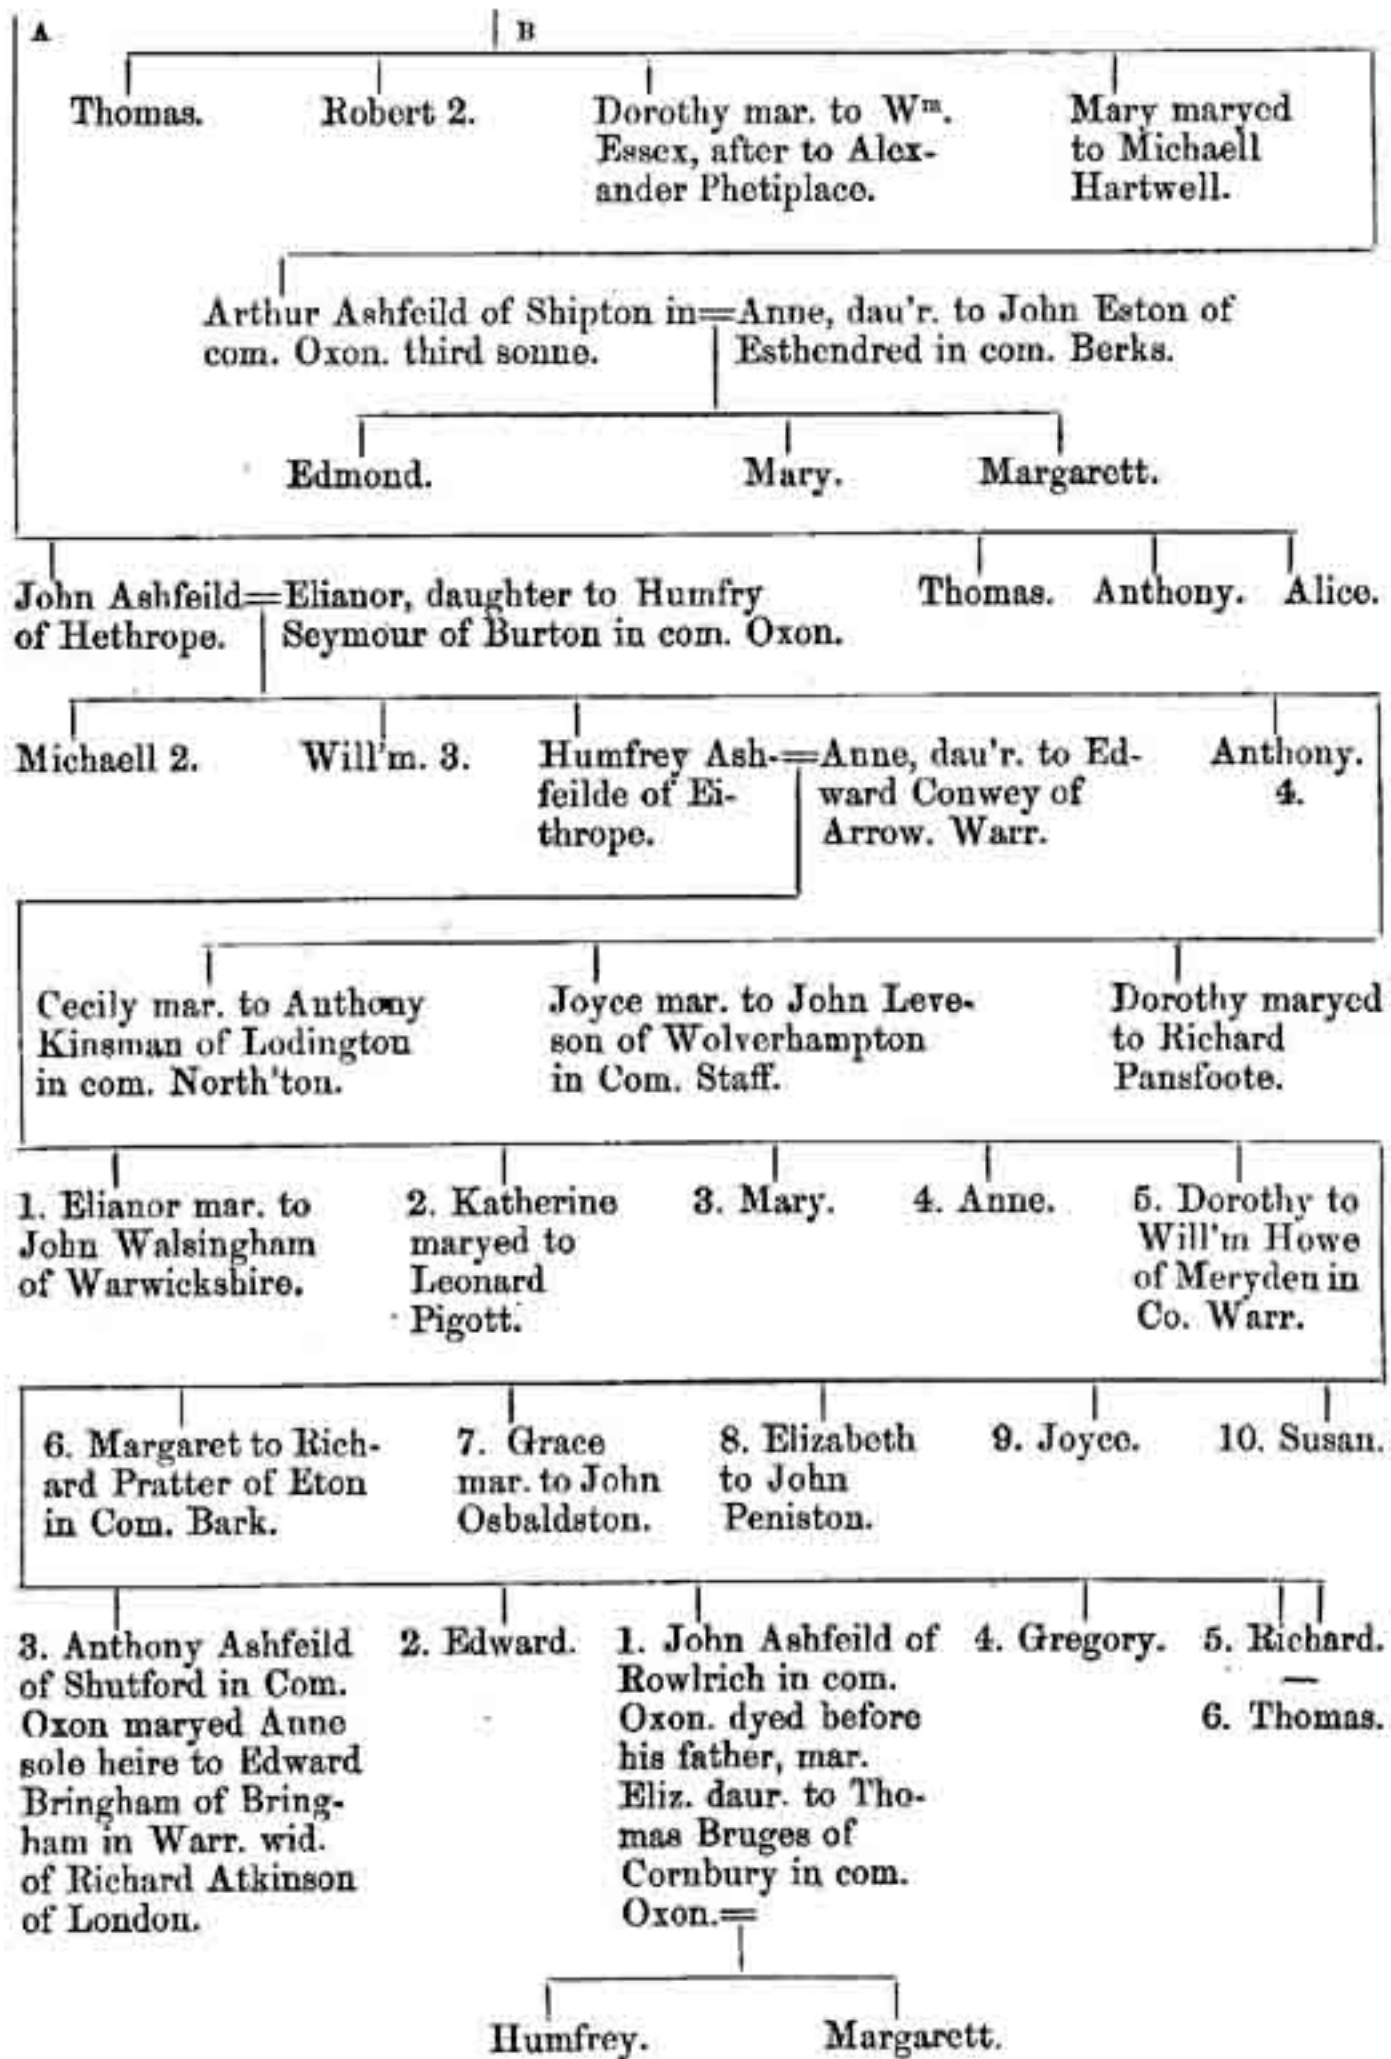 A B
Thomas. Robert 2. Dorothy mar. to Wm. Essex, after to Alex-
ander Phetiplace.
Mary maryed
to Michaell
Hartwell.
Arthur Ashfeild of Shipton in=Anne, dau'r. to John Eston of
com. Oxon. third sonne. Esthendred in com. Berks.
Edmond. Mary. Margarett.
John Ashfeild=Elianor, daughter to Humfry
of Hethrope. Seymour of Burton in com. Oxon.
Thomas. Anthony. Alice.
Michaell 2. Will'm. 3.
Humfrey Ash-=Anne, dau'r. to Ed-
feilde of Ei- ward Conwey of
thrope. Arrow. Warr.
Anthony.
4.
Cecily mar. to Anthony
Kinsman of Lodington
in com. North'ton.
Joyce mar. to John Leve-
son of Wolverhampton
in Com. Staff.
Dorothy maryed
to Richard
Pansfoote.
1. Elianor mar. to
John Walsingham
of Warwickshire.
2. Katherine
maryed to
Leonard
Pigott.
3. Mary. 4. Anne.
5. Dorothy to
Will'm Howe
of Meryden in
Co. Warr.
6. Margaret to Rich-
ard Pratter of Eton
in Com. Bark.
7. Grace
mar. to John
Osbaldston.
8. Elizabeth
to John
Peniston.
9. Joyce. 10. Susan.
3. Anthony Ashfeild
of Shutford in Com.
Oxon maryed Anne
sole heire to Edward
Bringham of Bring-
ham in Warr. wid.
of Richard Atkinson
of London.
2. Edward.
1. John Ashfeild of
Rowlrich in com.
Oxon. dyed before
his father, mar.
Eliz. daur. to Tho-
mas Bruges of
Cornbury in com.
Oxon.=
4. Gregory. 5. Richard.
—
6. Thomas.
Humfrey. Margarett.